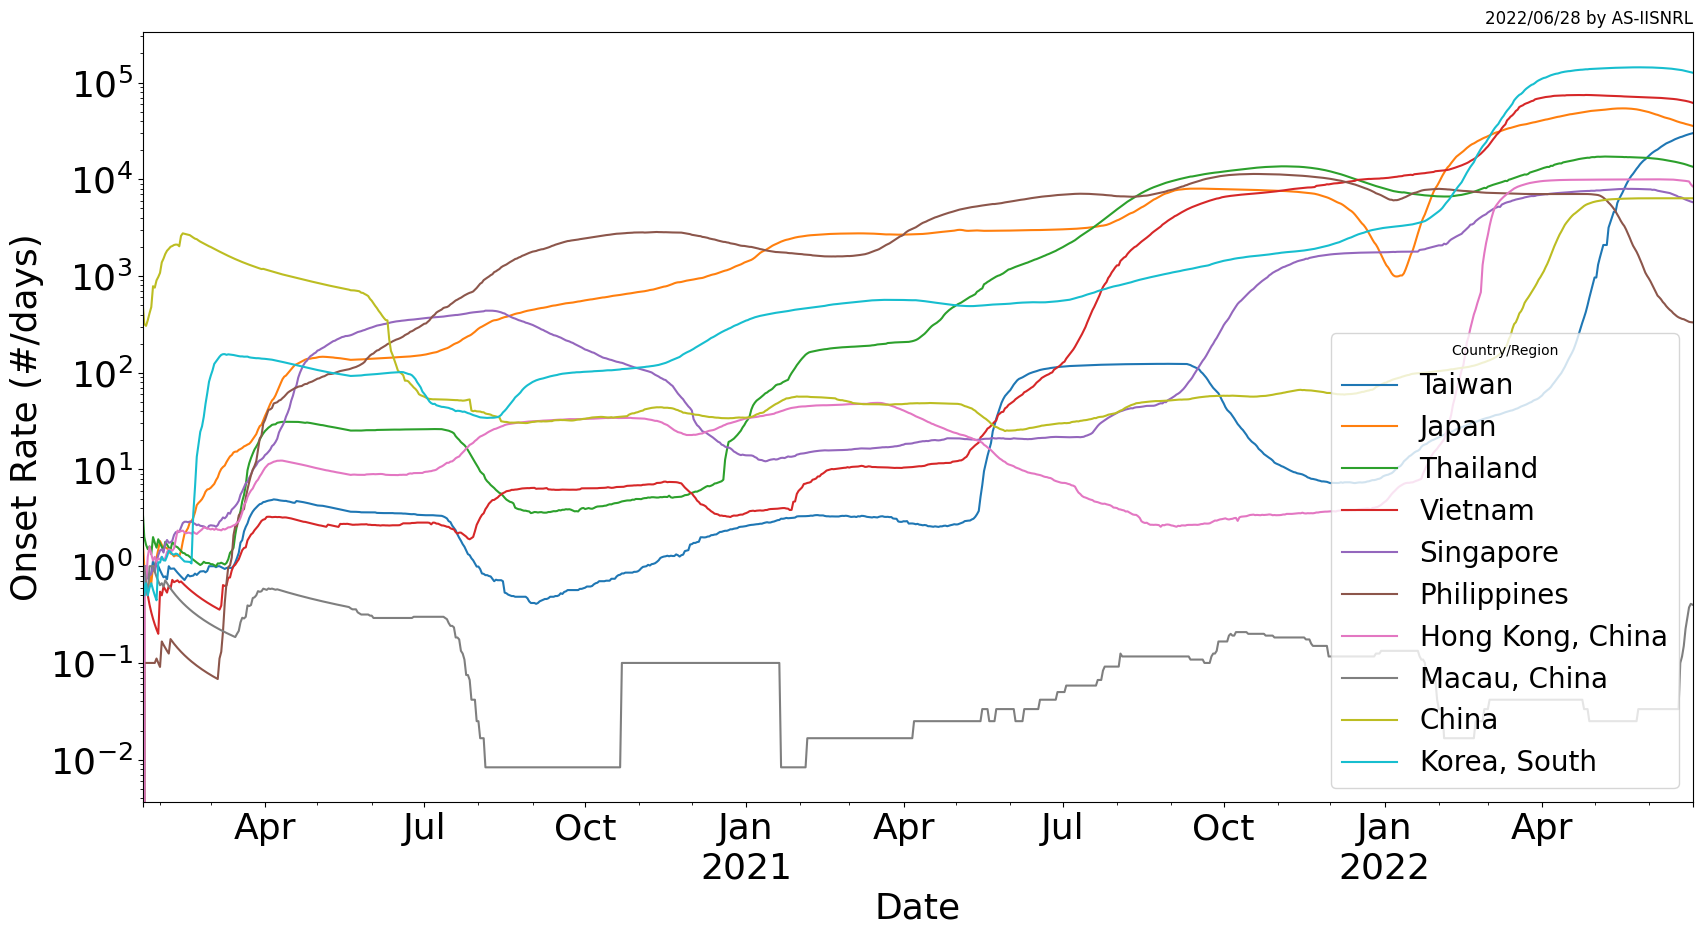 2022/06/28 by AS-IISNRL
Onset Rate (#/days)
10^5
10^4
10^3
10^2
10^1
10^0
10^−1
10^−2
Country/Region
Taiwan
Japan
Thailand
Vietnam
Singapore
Philippines
Hong Kong, China
Macau, China
China
Korea, South
Apr Jul Oct Jan Apr Jul Oct Jan Apr
2021 2022
Date